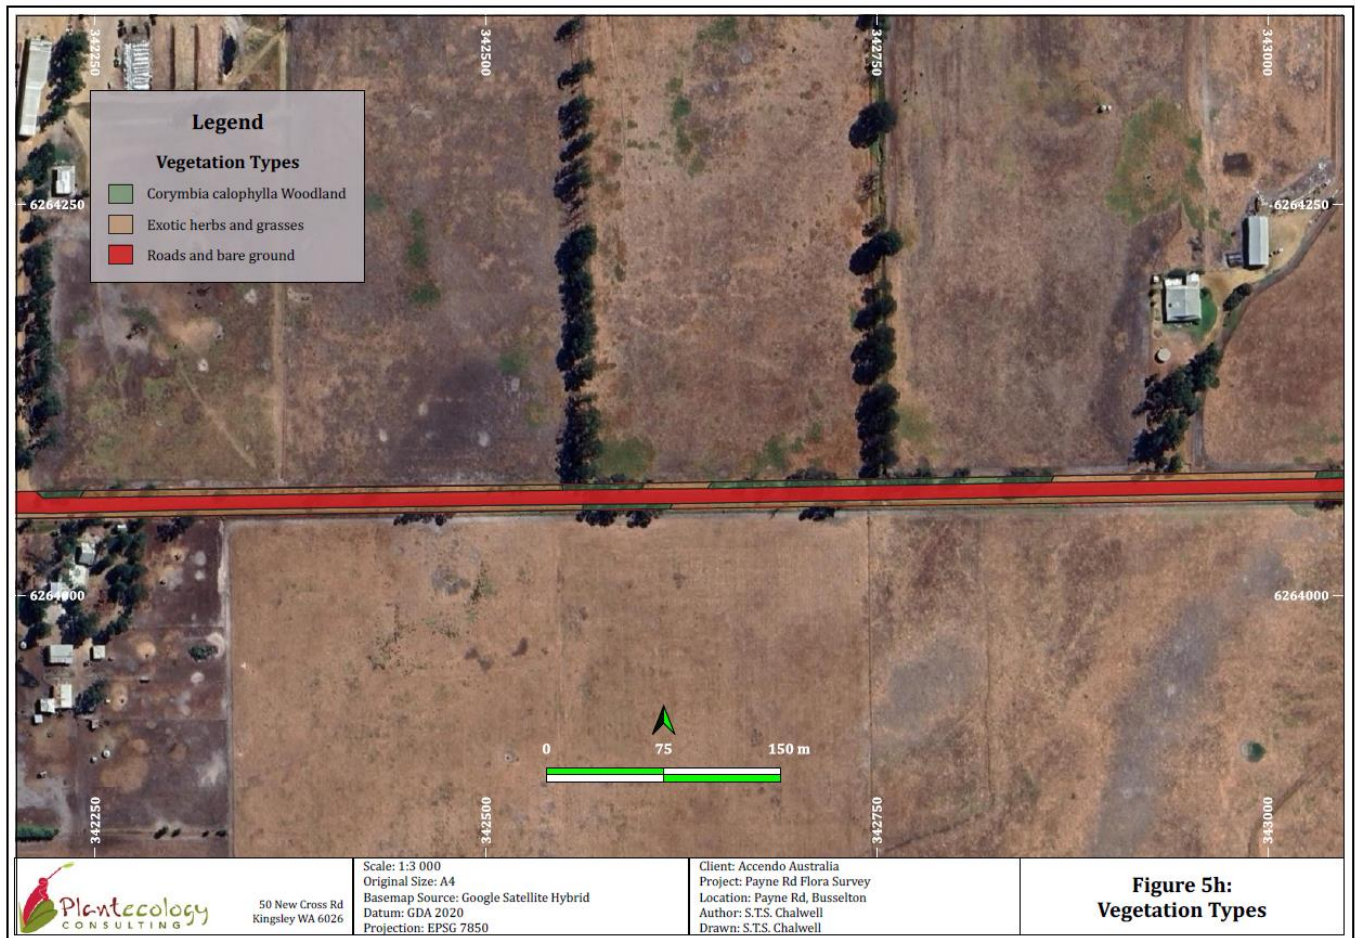 342250
342500
342750
343000
Legend
Vegetation Types
Corymbia calophylla Woodland
Exotic herbs and grasses
Roads and bare ground
6264250
6264250
6264000
6264000
0 75 150 m
342250
342500
342750
343000
Plantecology
CONSULTING
50 New Cross Rd
Kingsley WA 6026
Scale: 1:3 000
Original Size: A4
Basemap Source: Google Satellite Hybrid
Datum: GDA 2020
Projection: EPSG 7850
Client: Accendo Australia
Project: Payne Rd Flora Survey
Location: Payne Rd, Busselton
Author: S.T.S. Chalwell
Drawn: S.T.S. Chalwell
Figure 5h:
Vegetation Types